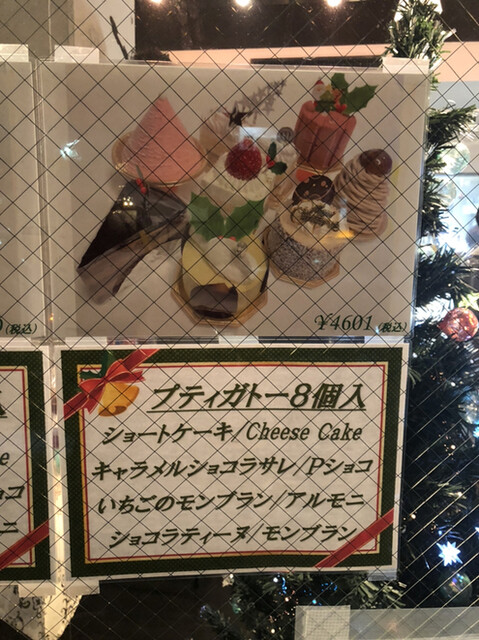 ¥4601(税込)
(税込)
プティガトー8個入
ショートケーキ/Cheese Cake
キャラメルショコラサレ/Pショコ
いちごのモンブラン/アルモニ
ショコラティーヌ/モンブラン